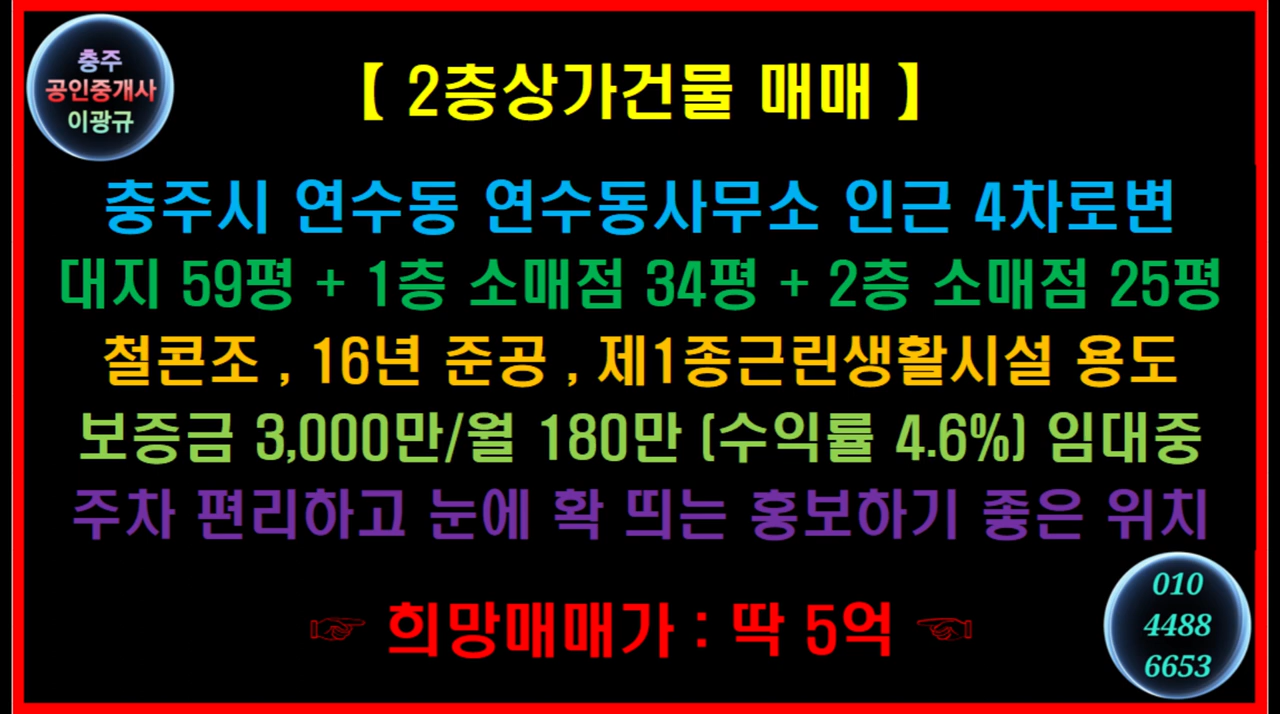 충주
공인중개사
이광규
【 2층상가건물 매매 】
충주시 연수동 연수동사무소 인근 4차로변
대지 59평 + 1층 소매점 34평 + 2층 소매점 25평
철콘조 , 16년 준공 , 제1종근린생활시설 용도
보증금 3,000만/월 180만 (수익률 4.6%) 임대중
주차 편리하고 눈에 확 띄는 홍보하기 좋은 위치
☞ 희망매매가 : 딱 5억 ☜
010
4488
6653